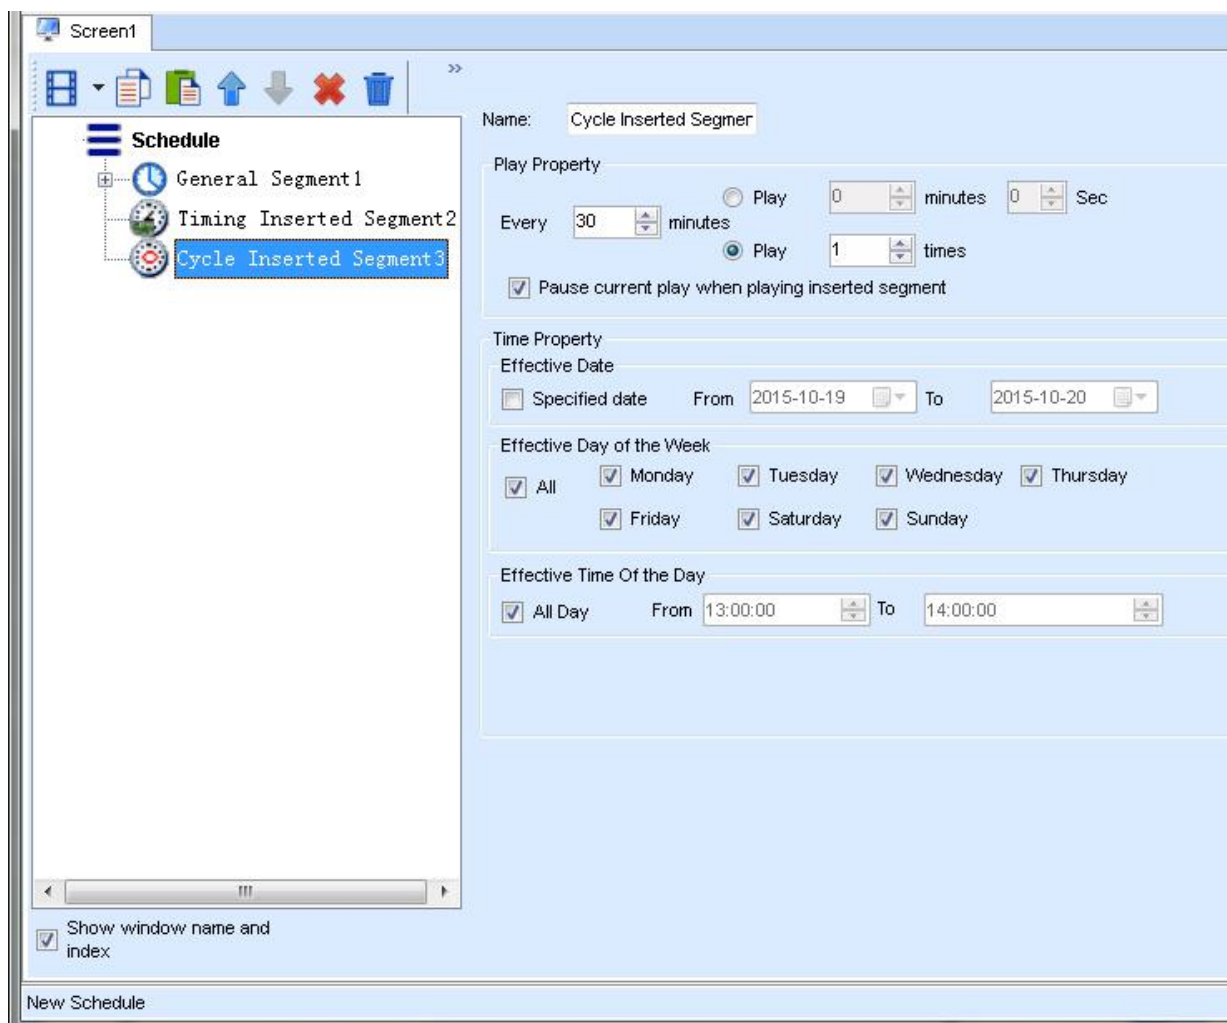 Screen1
»
Schedule
General Segment1
Timing Inserted Segment2
Cycle Inserted Segment3
Name: Cycle Inserted Segmer
Play Property
Play 0 minutes 0 Sec
Every 30 minutes
Play 1 times
Pause current play when playing inserted segment
Time Property
Effective Date
Specified date From 2015-10-19 To 2015-10-20
Effective Day of the Week
All Monday Tuesday Wednesday Thursday
Friday Saturday Sunday
Effective Time Of the Day
All Day From 13:00:00 To 14:00:00
Show window name and
index
New Schedule